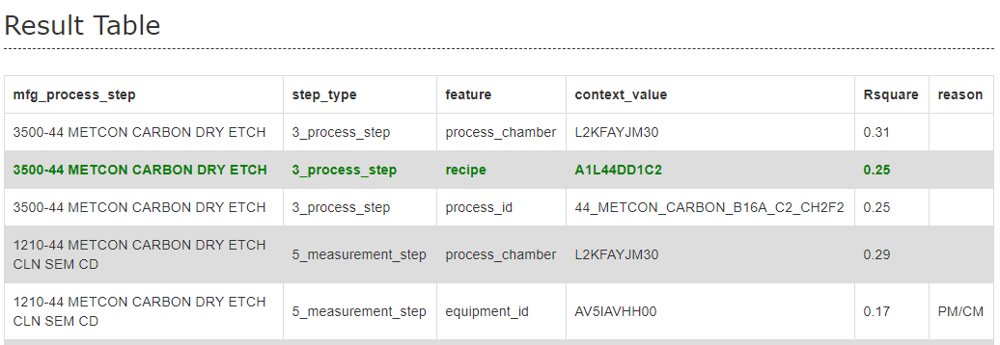 Result Table
mfg_process_step step_type feature context_value Rsquare reason
3500-44 METCON CARBON DRY ETCH 3_process_step process_chamber L2KFAYJM30 0.31
3500-44 METCON CARBON DRY ETCH 3_process_step recipe A1L44DD1C2 0.25
3500-44 METCON CARBON DRY ETCH 3_process_step process_id 44_METCON_CARBON_B16A_C2_CH2F2 0.25
1210-44 METCON CARBON DRY ETCH
CLN SEM CD 5_measurement_step process_chamber L2KFAYJM30 0.29
1210-44 METCON CARBON DRY ETCH
CLN SEM CD 5_measurement_step equipment_id AV5IAVHH00 0.17 PM/CM